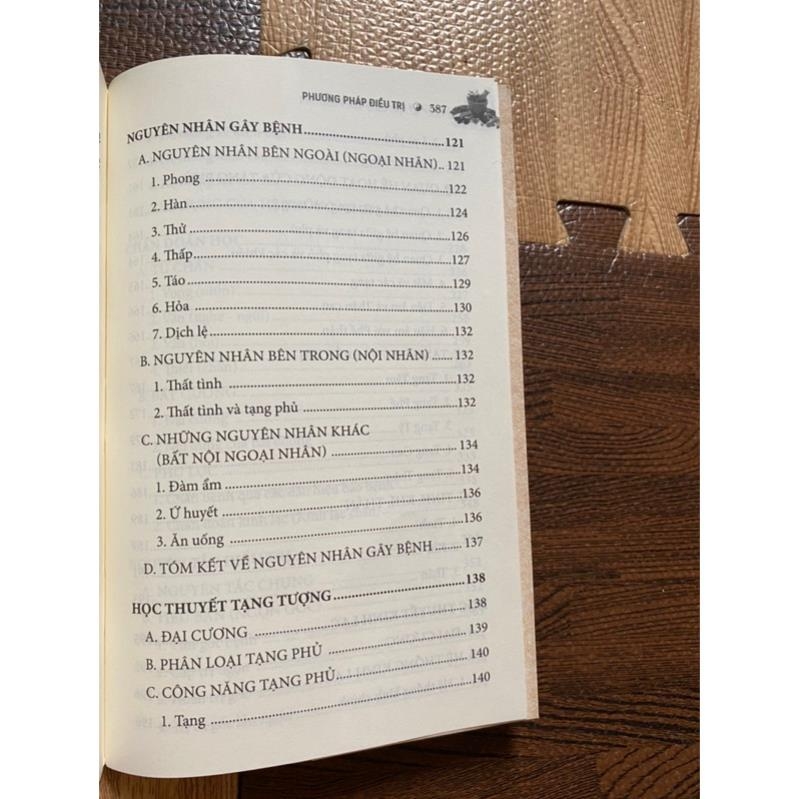 PHƯƠNG PHÁP ĐIỀU TRỊ 387
NGUYÊN NHÂN GÂY BỆNH 121
A. NGUYÊN NHÂN BÊN NGOÀI (NGOẠI NHÂN) 121
1. Phong 122
2. Hàn 124
3. Thử 126
4. Thấp 127
5. Táo 129
6. Hỏa 130
7. Dịch lệ 132
B. NGUYÊN NHÂN BÊN TRONG (NỘI NHÂN) 132
1. Thất tình 132
2. Thất tình và tạng phủ 132
C. NHỮNG NGUYÊN NHÂN KHÁC
(BẤT NỘI NGOẠI NHÂN) 134
1. Đàm ẩm 134
2. Ứ huyết 136
3. Ăn uống 136
D. TÓM KẾT VỀ NGUYÊN NHÂN GÂY BỆNH 137
HỌC THUYẾT TẠNG TƯỢNG 138
A. ĐẠI CƯƠNG 138
B. PHÂN LOẠI TẠNG PHỦ 139
C. CÔNG NĂNG TẠNG PHỦ 140
1. Tạng 140